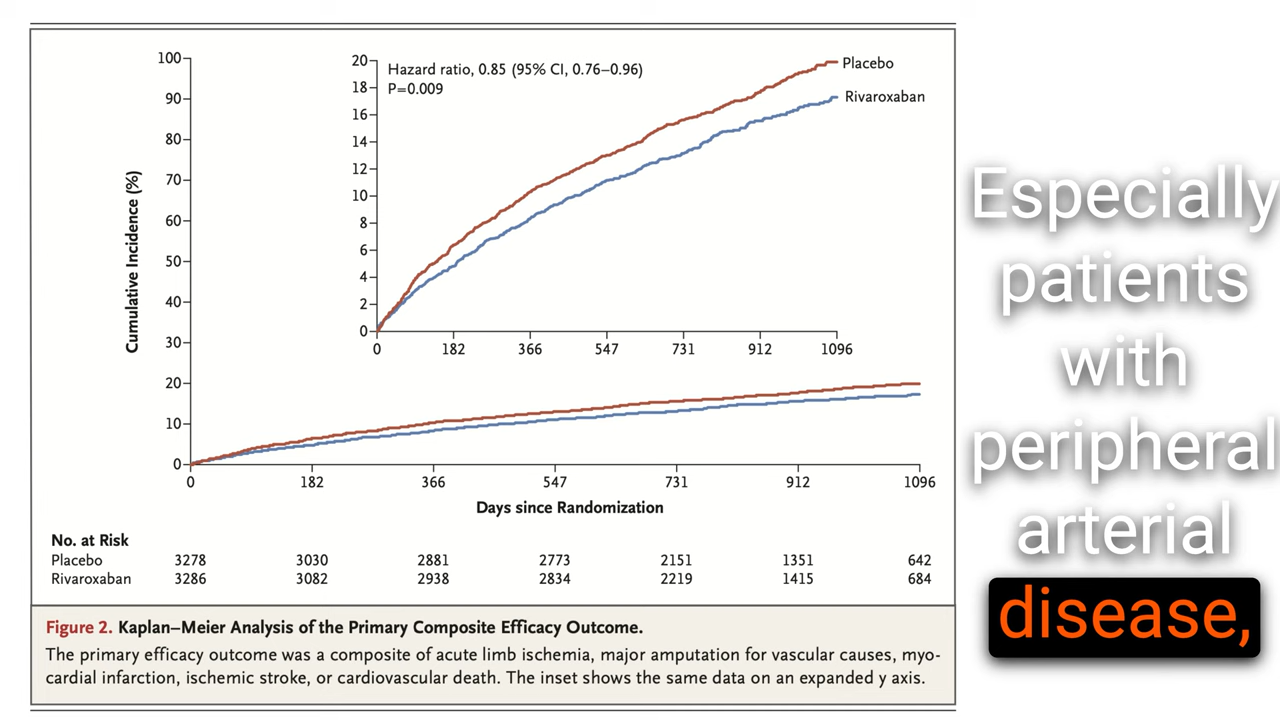 100
90
80
70
60
50
40
30
20
10
0
Cumulative Incidence (%)
0 182 366 547 731 912 1096
Days since Randomization
20
18
16
14
12
10
8
6
4
2
0
0 182 366 547 731 912 1096
Hazard ratio, 0.85 (95% CI, 0.76–0.96)
P=0.009
Placebo
Rivaroxaban
No. at Risk
Placebo 3278 3030 2881 2773 2151 1351 642
Rivaroxaban 3286 3082 2938 2834 2219 1415 684
Figure 2. Kaplan–Meier Analysis of the Primary Composite Efficacy Outcome.
The primary efficacy outcome was a composite of acute limb ischemia, major amputation for vascular causes, myo-
cardial infarction, ischemic stroke, or cardiovascular death. The inset shows the same data on an expanded y axis.
Especially
patients
with
peripheral
arterial
disease,